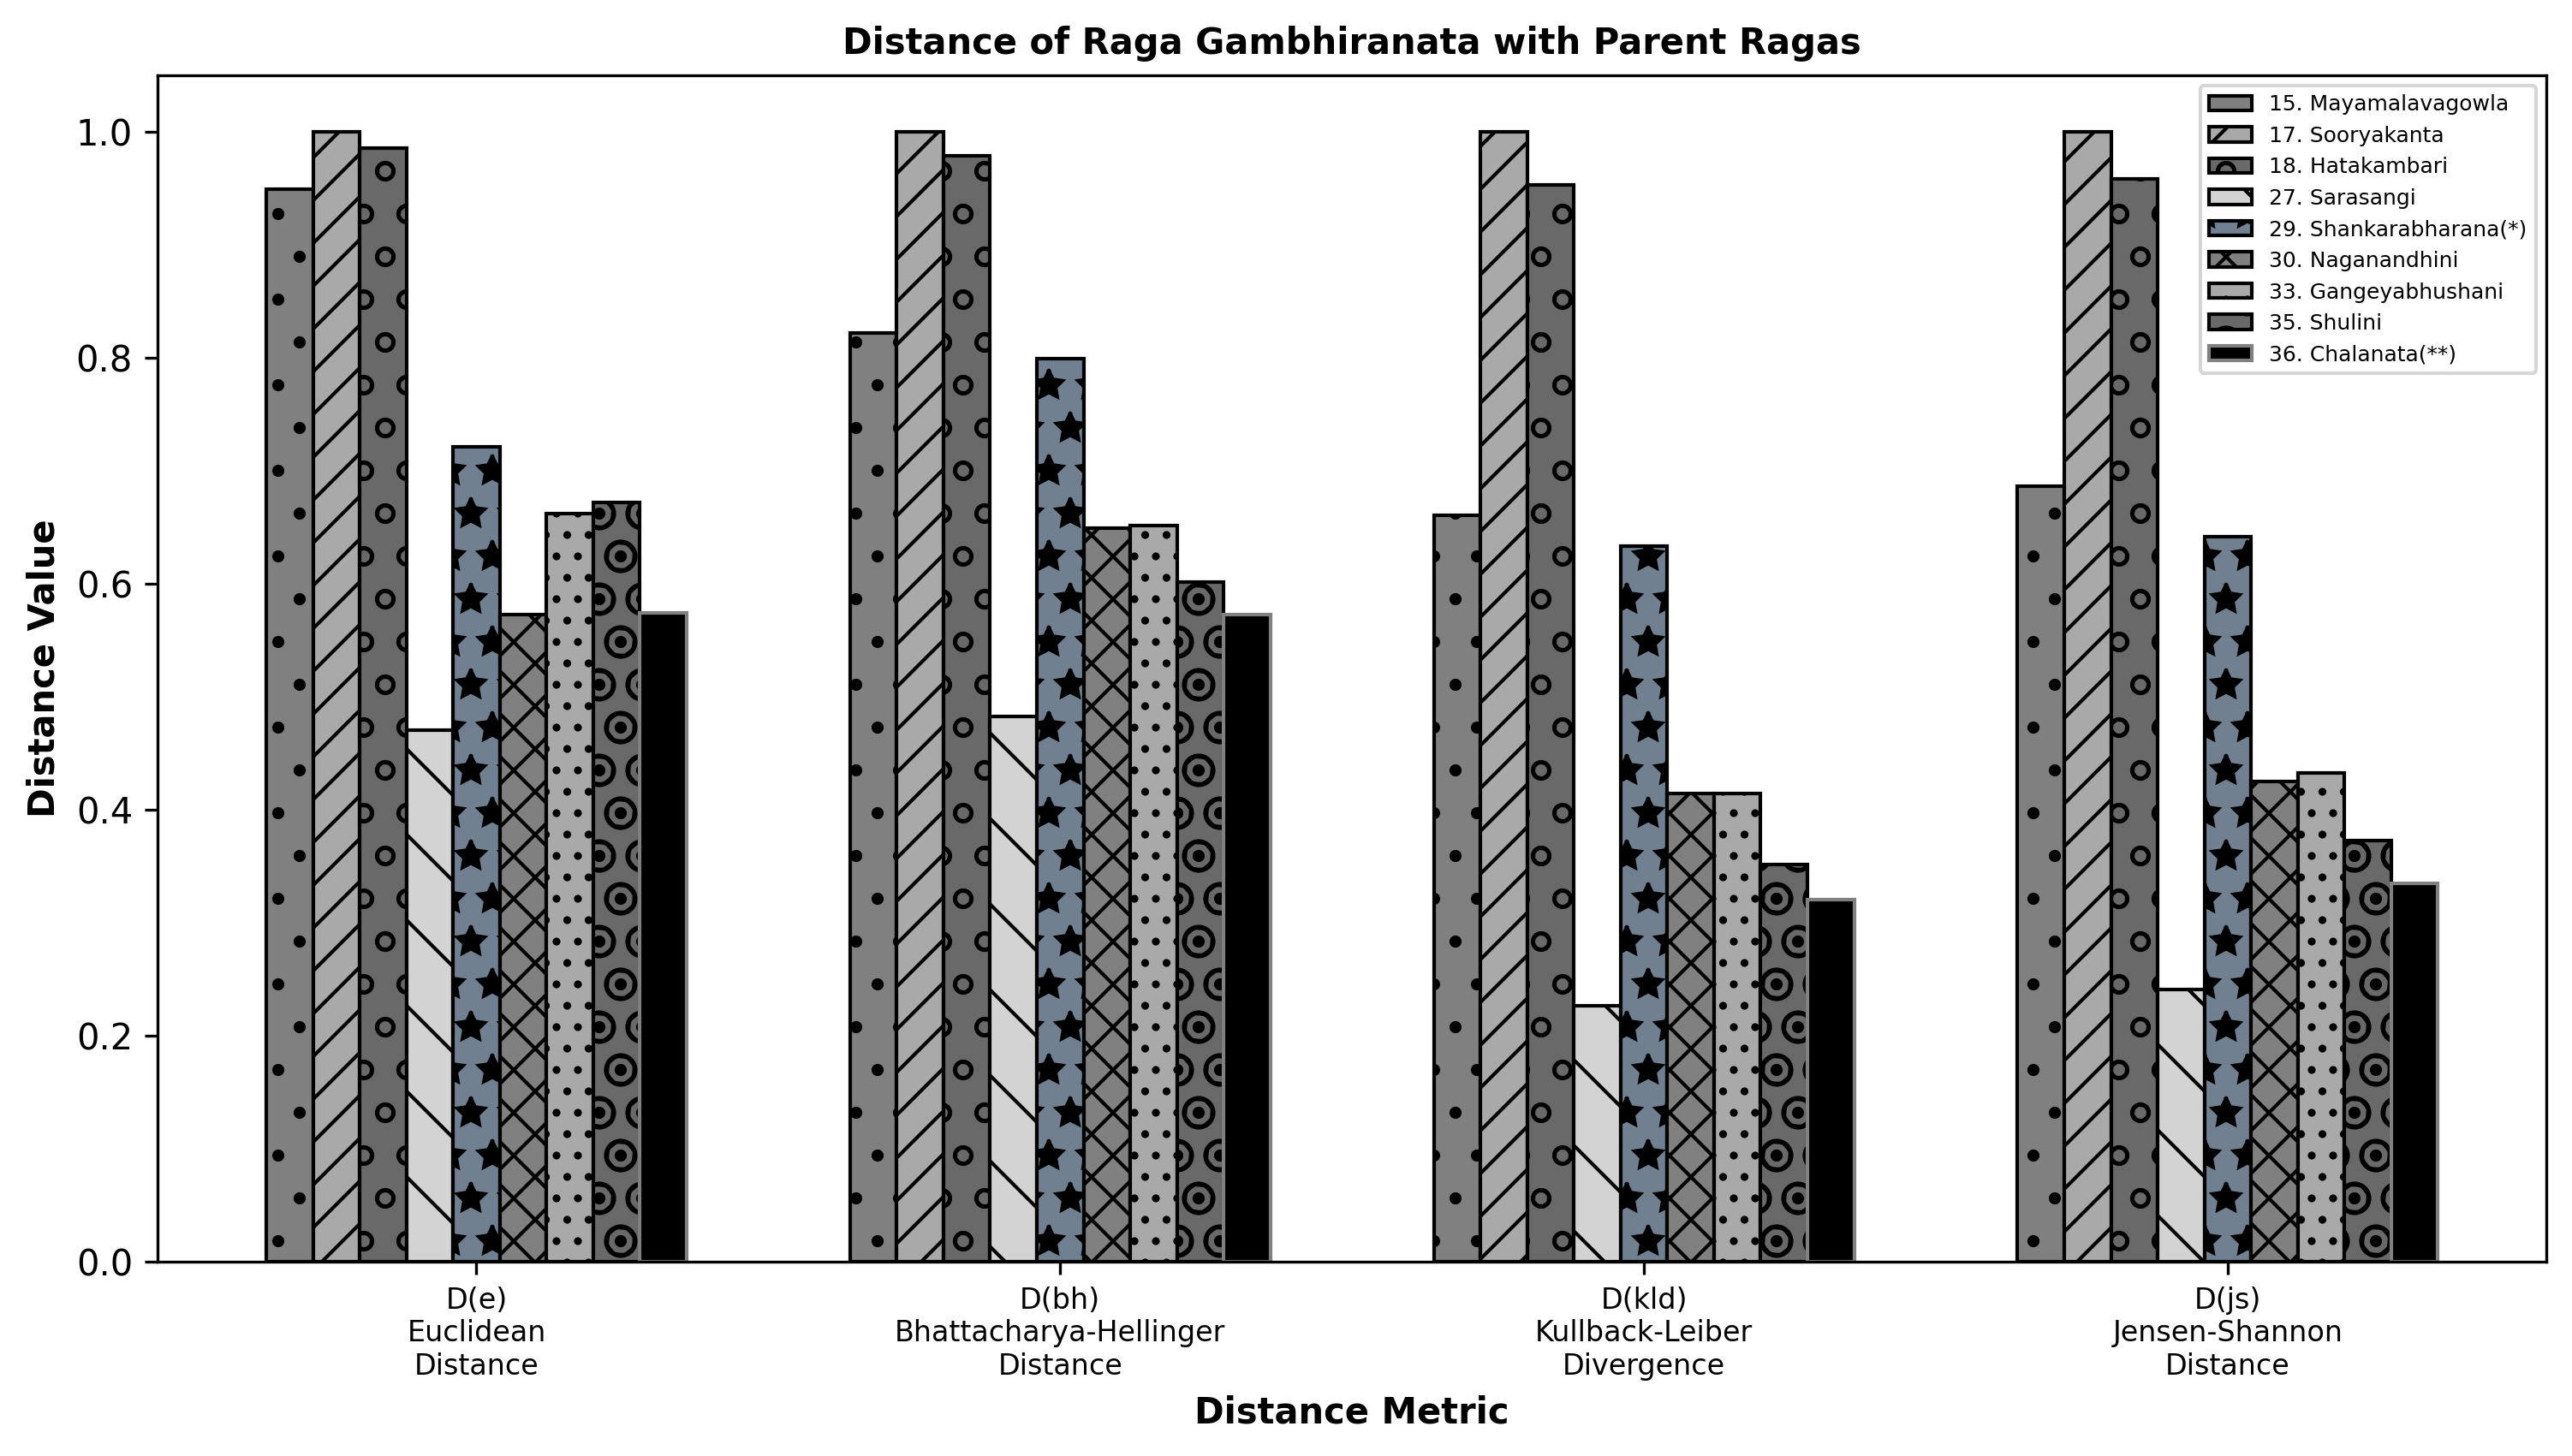 Distance of Raga Gambhiranata with Parent Ragas
Distance Value
1.0
0.8
0.6
0.4
0.2
0.0
15. Mayamalavagowla
17. Sooryakanta
18. Hatakambari
27. Sarasangi
29. Shankarabharana(*)
30. Naganandhini
33. Gangeyabhushani
35. Shulini
36. Chalanata(**)
D(e)
Euclidean
Distance
D(bh)
Bhattacharya-Hellinger
Distance
D(kld)
Kullback-Leiber
Divergence
D(js)
Jensen-Shannon
Distance
Distance Metric